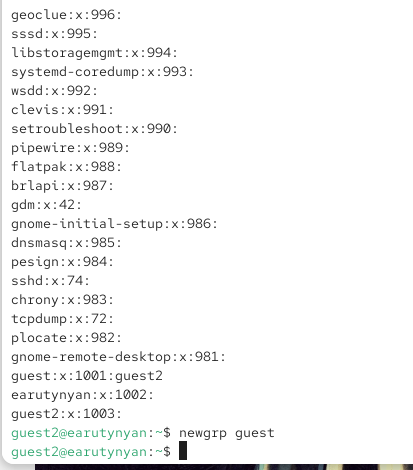 geoclue:x:996:
sssd:x:995:
libstoragemgmt:x:994:
systemd-coredump:x:993:
wsdd:x:992:
clevis:x:991:
setroubleshoot:x:990:
pipewire:x:989:
flatpak:x:988:
brlapi:x:987:
gdm:x:42:
gnome-initial-setup:x:986:
dnsmasq:x:985:
pesign:x:984:
sshd:x:74:
chrony:x:983:
tcpdump:x:72:
plocate:x:982:
gnome-remote-desktop:x:981:
guest:x:1001:guest2
earutynyan:x:1002:
guest2:x:1003:
guest2@earutynyan:~$ newgrp guest
guest2@earutynyan:~$